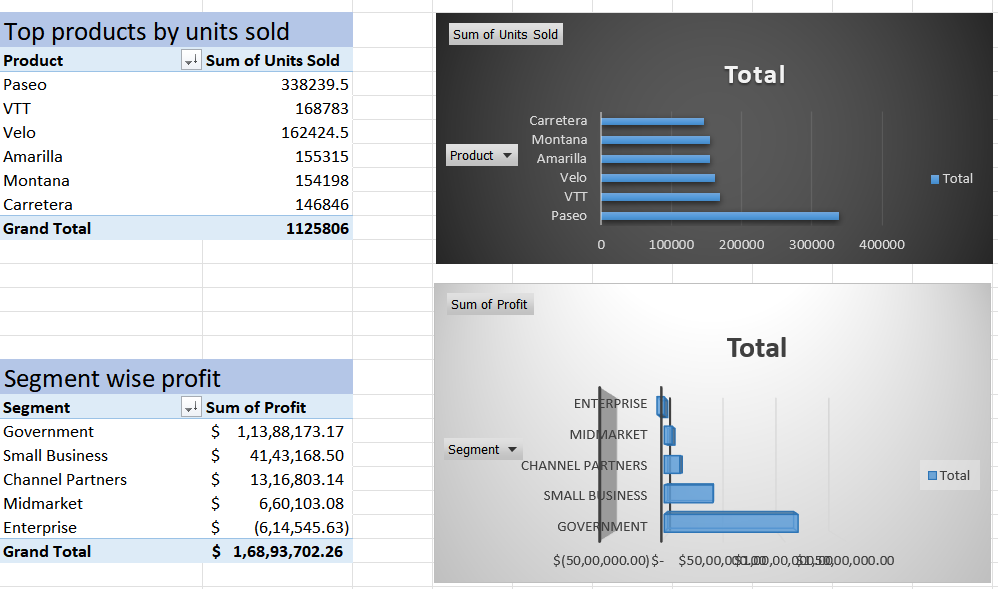 Top products by units sold
Product Sum of Units Sold
Paseo 338239.5
VTT 168783
Velo 162424.5
Amarilla 155315
Montana 154198
Carretera 146846
Grand Total 1125806
Sum of Units Sold
Total
Product
Carretera
Montana
Amarilla
Velo
VTT
Paseo
0 100000 200000 300000 400000
Total
Segment wise profit
Segment Sum of Profit
Government $ 1,13,88,173.17
Small Business $ 41,43,168.50
Channel Partners $ 13,16,803.14
Midmarket $ 6,60,103.08
Enterprise $ (6,14,545.63)
Grand Total $ 1,68,93,702.26
Sum of Profit
Total
Segment
ENTERPRISE
MIDMARKET
CHANNEL PARTNERS
SMALL BUSINESS
GOVERNMENT
$(50,00,000.00) $-
Total